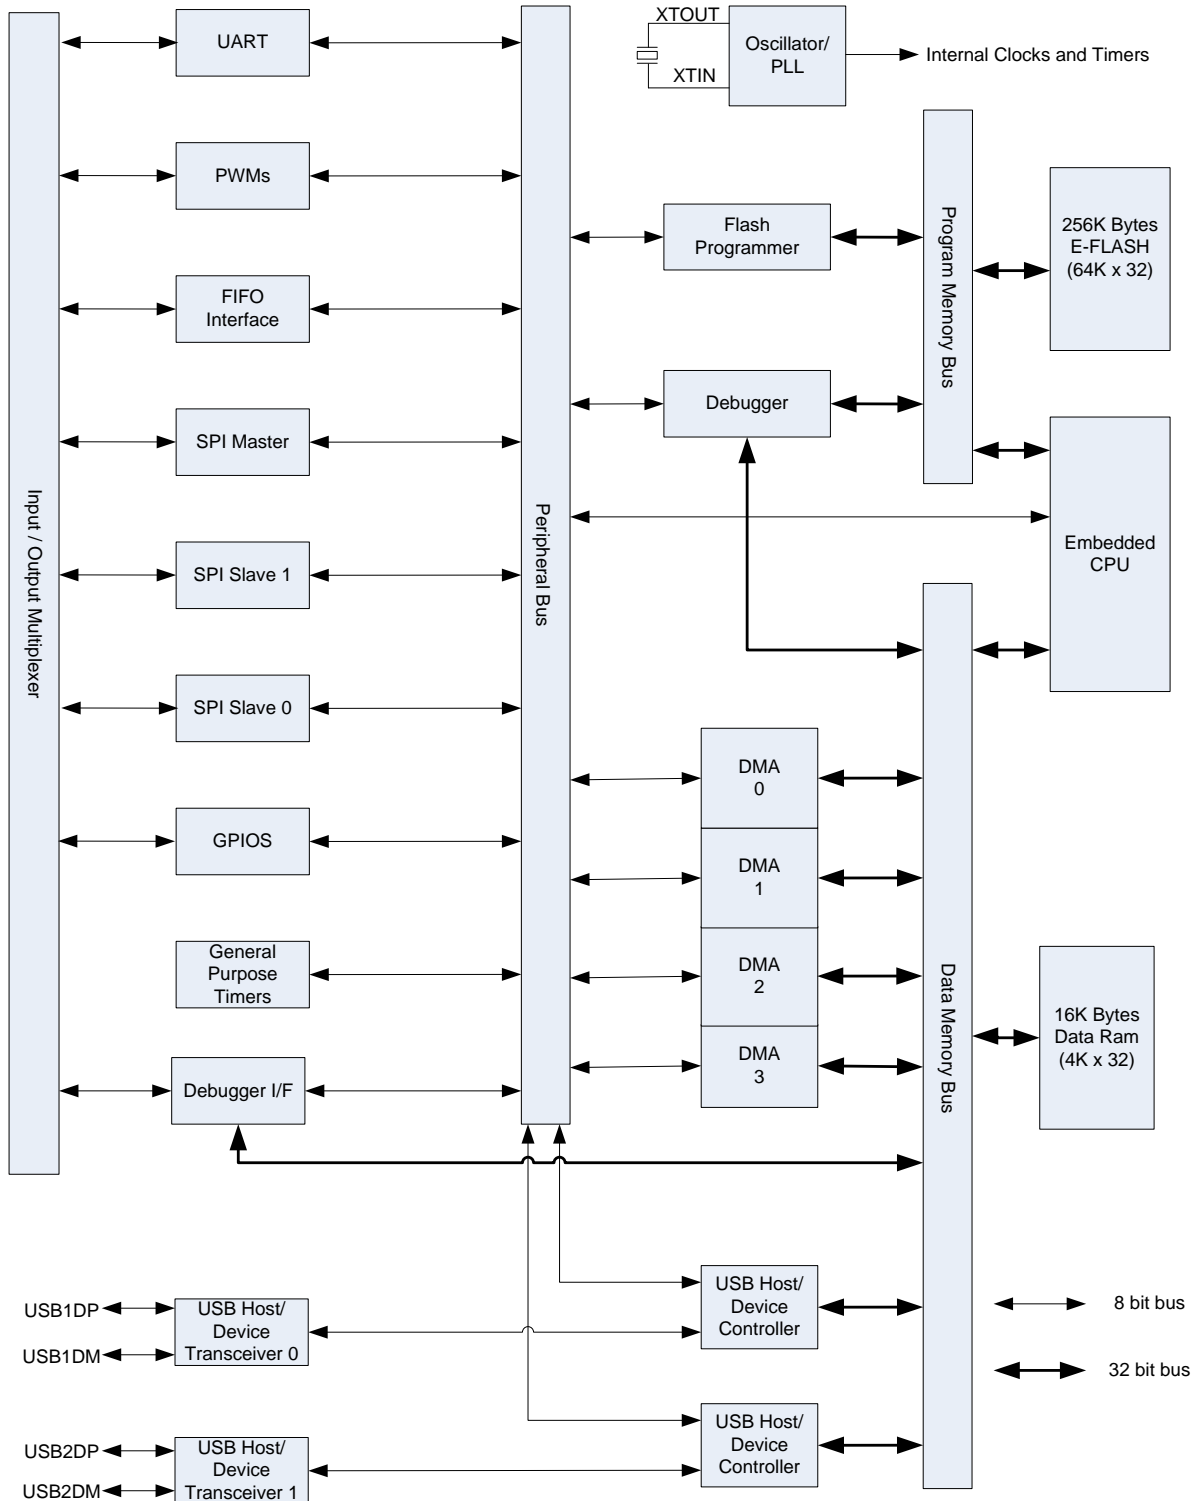 XTOUT
XTIN
Oscillator/
PLL
Internal Clocks and Timers
UART
PWMs
FIFO
Interface
SPI Master
SPI Slave 1
SPI Slave 0
GPIOS
General
Purpose
Timers
Debugger I/F
Input / Output Multiplexer
Peripheral Bus
Flash
Programmer
Debugger
Program Memory Bus
256K Bytes
E-FLASH
(64K x 32)
Embedded
CPU
DMA
0
DMA
1
DMA
2
DMA
3
Data Memory Bus
16K Bytes
Data Ram
(4K x 32)
USB1DP
USB1DM
USB Host/
Device
Transceiver 0
USB Host/
Device
Controller
8 bit bus
32 bit bus
USB2DP
USB2DM
USB Host/
Device
Transceiver 1
USB Host/
Device
Controller